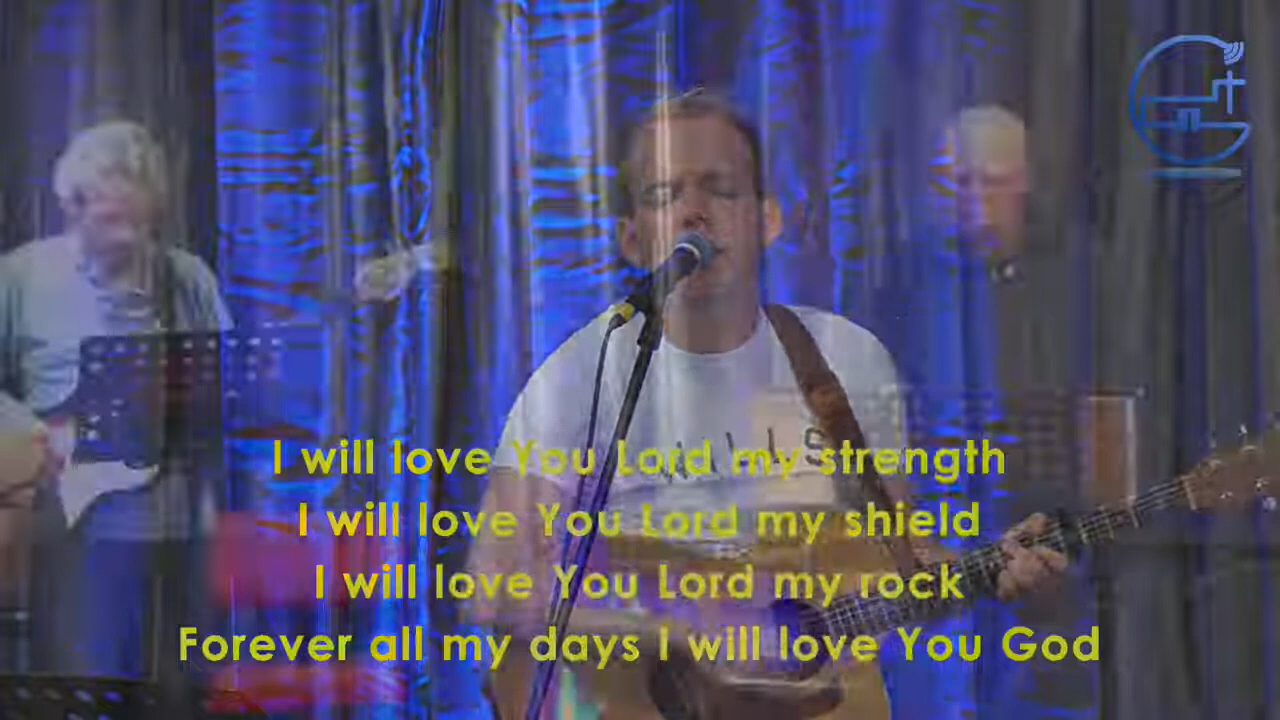 I will love You Lord my strength
I will love You Lord my shield
I will love You Lord my rock
Forever all my days I will love You God